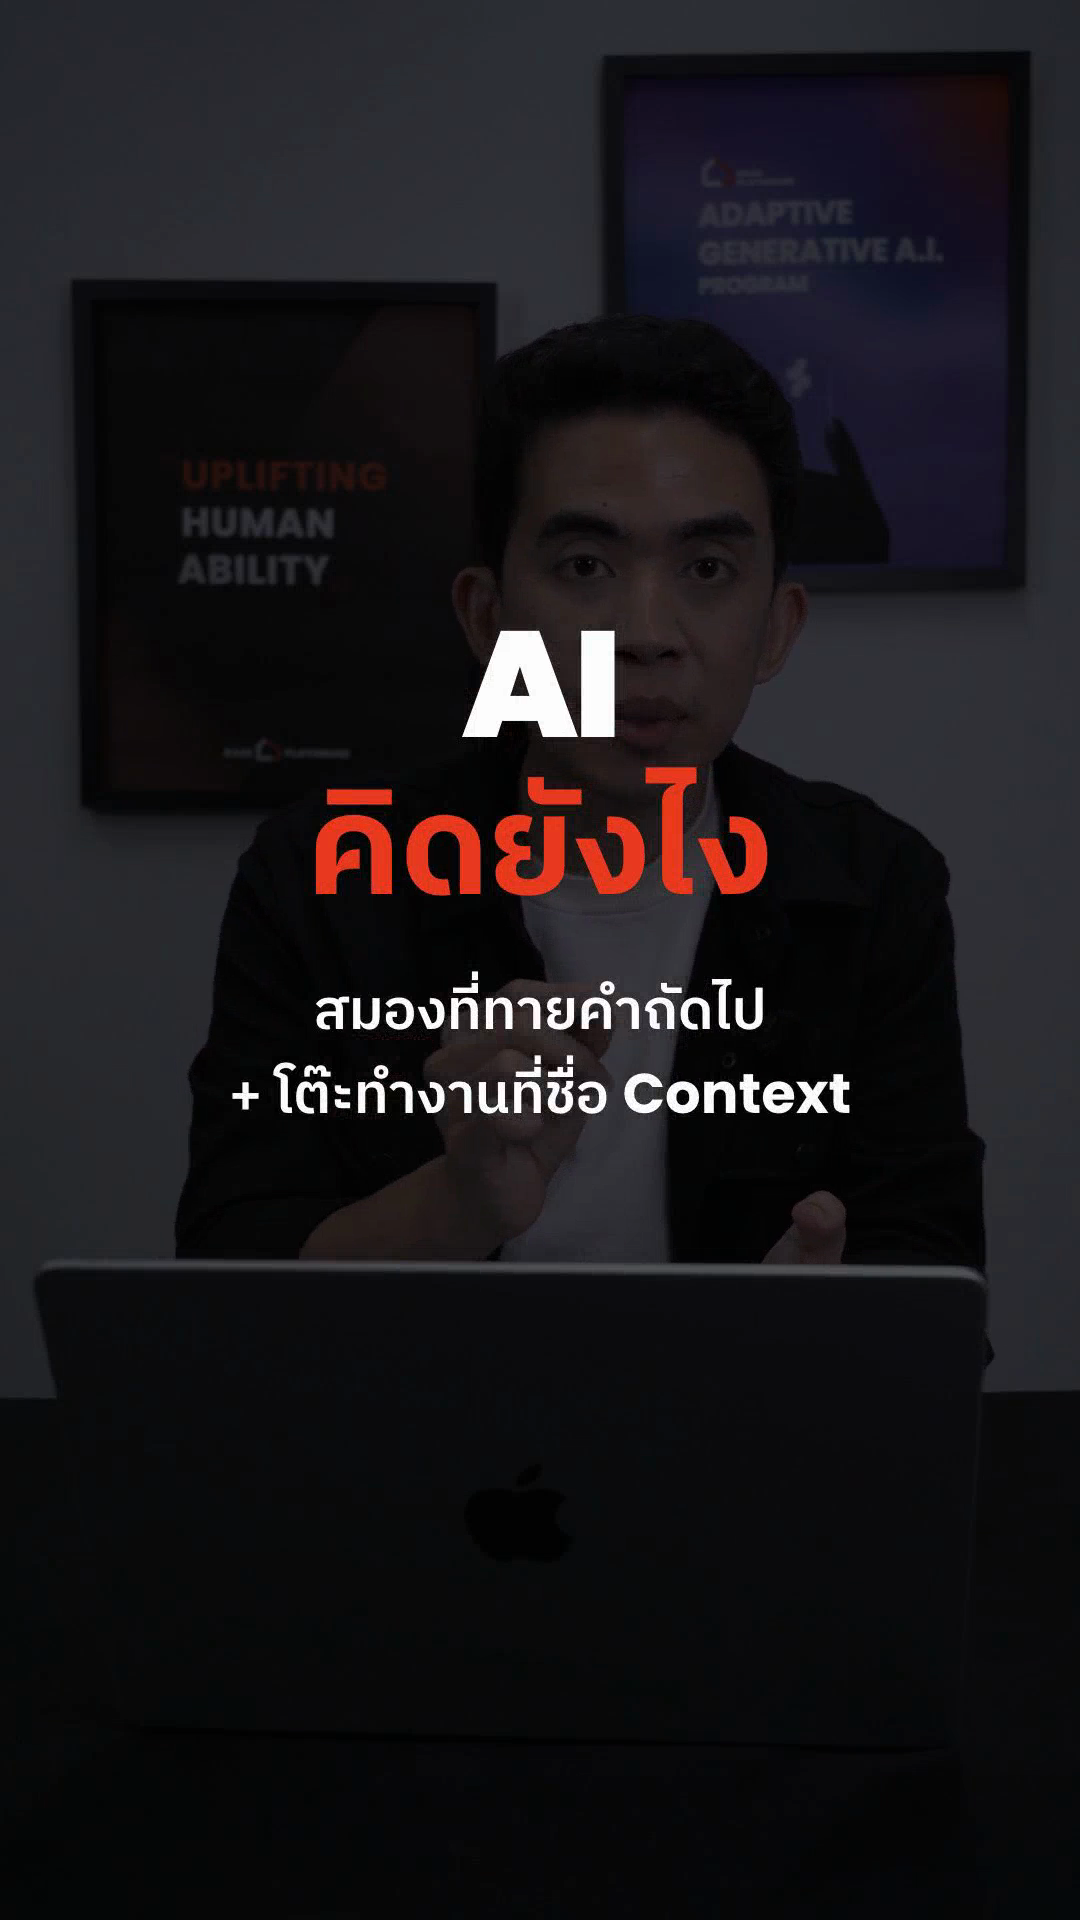 ADAPTIVE
GENERATIVE A.I.
PROGRAM
UPLIFTING
HUMAN
ABILITY
AI
คิดยังไง
สมองที่ทายคำถัดไป
+ โต๊ะทำงานที่ชื่อ Context